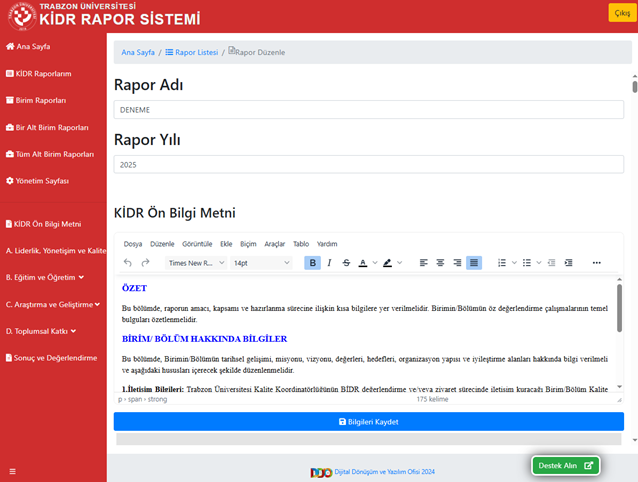 TRABZON ÜNİVERSİTESİ
KİDR RAPOR SİSTEMİ
Çıkış
Ana Sayfa
KİDR Raporlarım
Birim Raporları
Bir Alt Birim Raporları
Tüm Alt Birim Raporları
Yönetim Sayfası
KİDR Ön Bilgi Metni
A. Liderlik, Yönetişim ve Kalite
B. Eğitim ve Öğretim
C. Araştırma ve Geliştirme
D. Toplumsal Katkı
Sonuç ve Değerlendirme
Ana Sayfa / Rapor Listesi / Rapor Düzenle
Rapor Adı
DENEME
Rapor Yılı
2025
KİDR Ön Bilgi Metni
Dosya Düzenle Görüntüle Ekle Biçim Araçlar Tablo Yardım
Times New R... 14pt B I S A
ÖZET
Bu bölümde, raporun amacı, kapsamı ve hazırlanma sürecine ilişkin kısa bilgilere yer verilmelidir. Birimin/Bölümün öz değerlendirme çalışmalarının temel
bulguları özetlenmelidir.
BİRİM/ BÖLÜM HAKKINDA BİLGİLER
Bu bölümde, Birimin/Bölümün tarihsel gelişimi, misyonu, vizyonu, değerleri, hedefleri, organizasyon yapısı ve iyileştirme alanları hakkında bilgi verilmeli
ve aşağıdaki hususları içerecek şekilde düzenlenmelidir.
1.İletişim Bilgileri: Trabzon Üniversitesi Kalite Koordinatörlüğünün BİDR değerlendirme ve/veya ziyaret sürecinde iletişim kuracağı Birim/Bölüm Kalite
p › span › strong
175 kelime
Bilgileri Kaydet
Dijital Dönüşüm ve Yazılım Ofisi 2024
Destek Alın